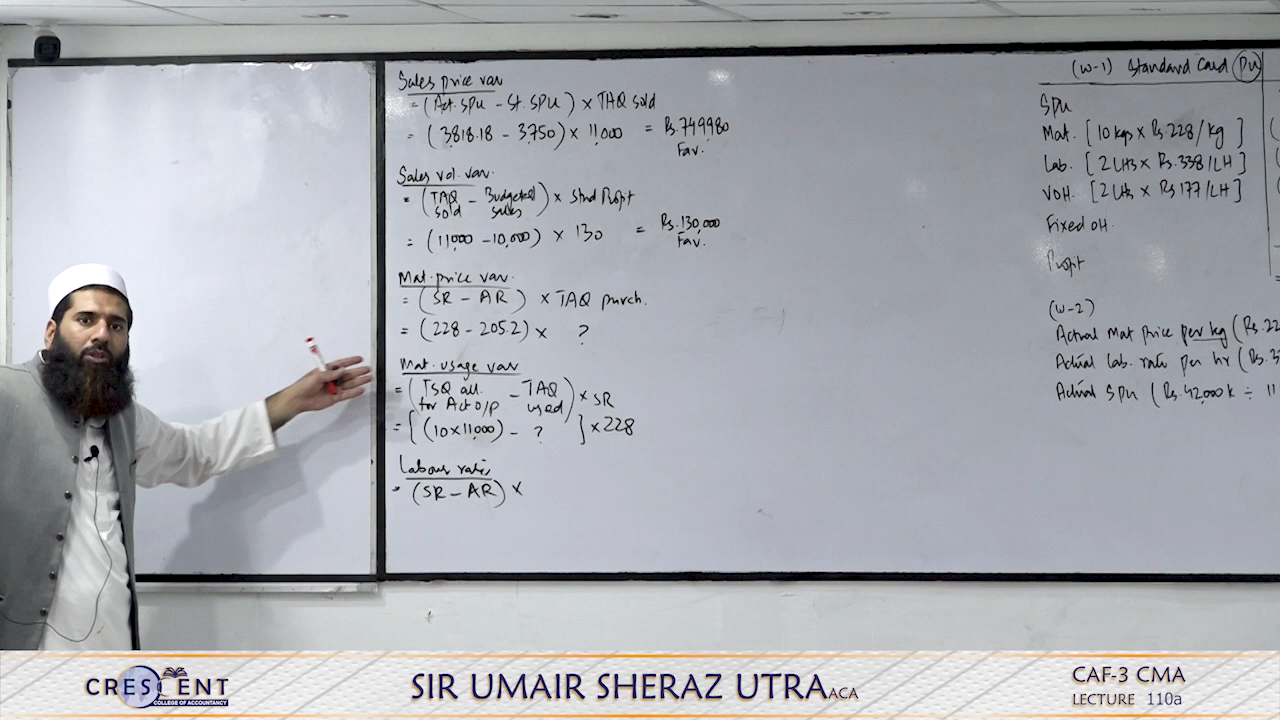 Sales price var
= (Act. SPU - St. SPU) × TAQ sold
= (3818.18 - 3750) × 11,000 = Rs. 749980
Fav.
Sales vol. var.
= (TAQ sold - Budgeted sales) × Stnd Profit
= (11,000 - 10,000) × 130 = Rs. 130,000
Fav.
Mat. price var.
= (SR - AR) × TAQ purch.
= (228 - 205.2) × ?
Mat. usage var
= (TSQ all. for Act O/P - TAQ used) × SR
= [(10×11,000) - ?] × 228
Labour rate
= (SR - AR) ×
(W-1) Standard Card PU
SPU
Mat. [10 kgs × Rs. 228/kg]
Lab. [2 LHs × Rs. 338/LH]
VOH. [2 LHs × Rs 177/LH]
Fixed OH.
Profit
(W-2)
Actual Mat Price per kg (Rs. 22
Actual Lab. rate per hr (Rs. 3
Actual SPU (Rs. 42,000 K ÷ 11
CRESCENT
COLLEGE OF ACCOUNTANCY
SIR UMAIR SHERAZ UTRA ACA
CAF-3 CMA
LECTURE 110a